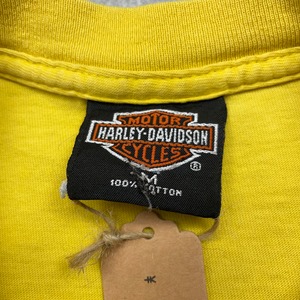 MOTOR
HARLEY-DAVIDSON
CYCLES
®
M
100% COTTON